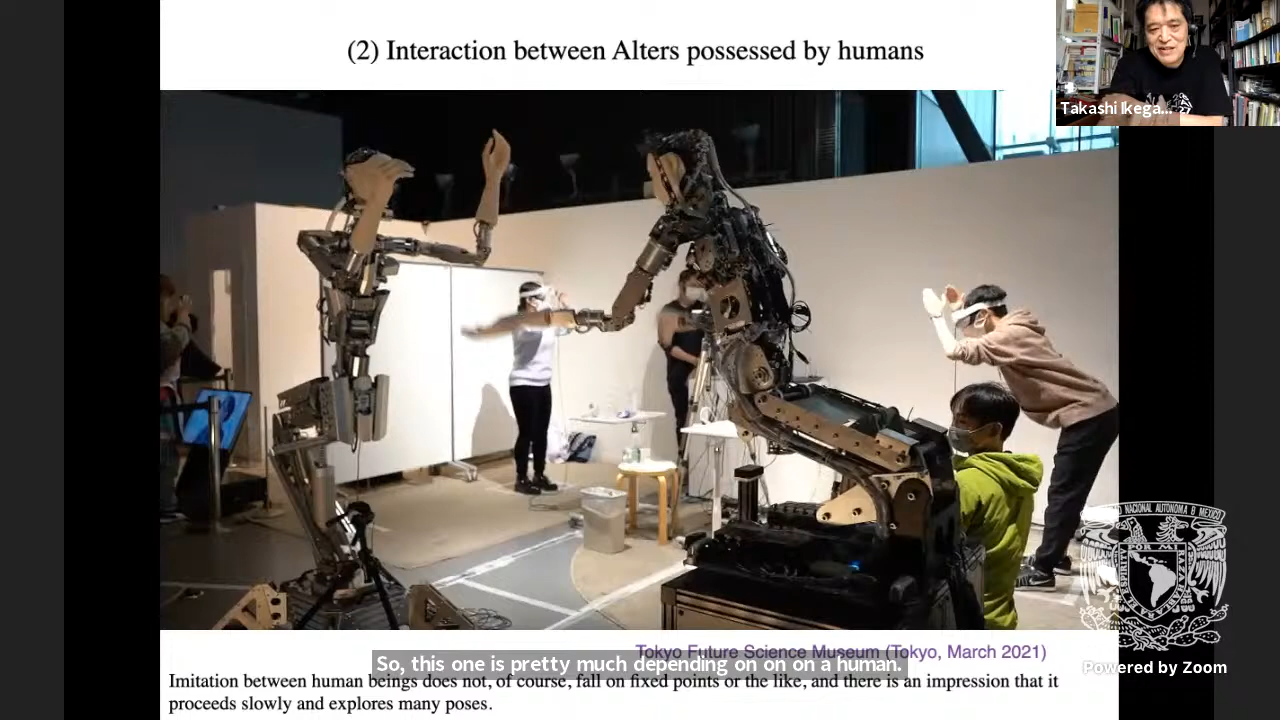 (2) Interaction between Alters possessed by humans
Takashi Ikega...
Tokyo Future Science Museum (Tokyo, March 2021)
So, this one is pretty much depending on on on a human.
Imitation between human beings does not, of course, fall on fixed points or the like, and there is an impression that it
proceeds slowly and explores many poses.
Powered by Zoom